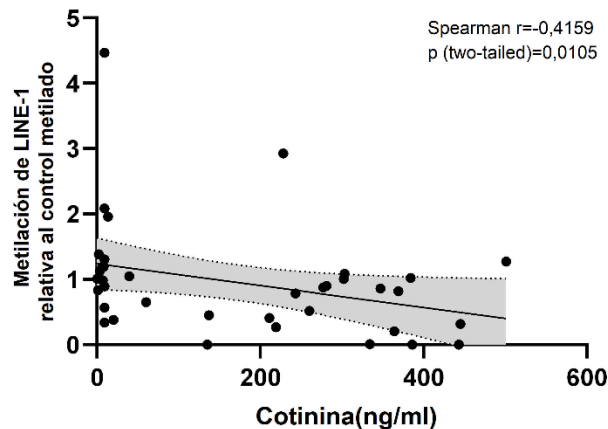 Spearman r=-0,4159
p (two-tailed)=0,0105
Metilación de LINE-1
relativa al control metilado
5
4
3
2
1
0
0 200 400 600
Cotinina(ng/ml)